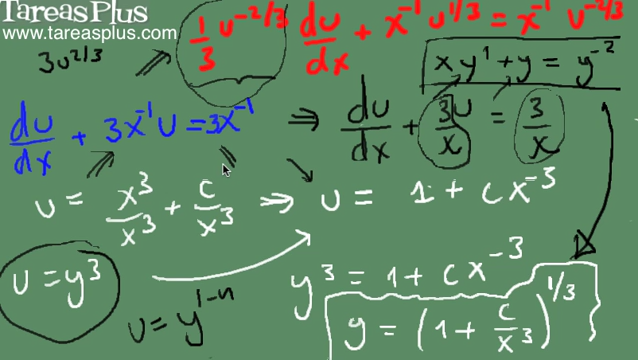 TareasPlus
www.tareasplus.com
3u^{2/3} ⇒ 1/3 u^{-2/3} du/dx + x^{-1} u^{1/3} = x^{-1} u^{-2/3}
xy^1 + y = y^{-2}
du/dx + 3x^{-1} u = 3x^{-1} ⇒ du/dx + 3u/x = 3/x
u = x^3/x^3 + c/x^3 ⇒ u = 1 + cx^{-3}
u = y^3
y^3 = 1 + cx^{-3}
u = y^{1-n}
y = (1 + c/x^3)^{1/3}